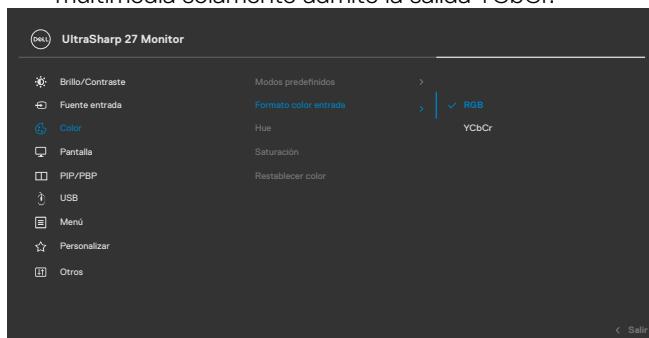 multimedia solamente admite la salida YCbCr.
DELL UltraSharp 27 Monitor
Brillo/Contraste Modos predefinidos
Fuente entrada Formato color entrada RGB
Color Hue YCbCr
Pantalla Saturación
PIP/PBP Restablecer color
USB
Menú
Personalizar
Otros
Salir